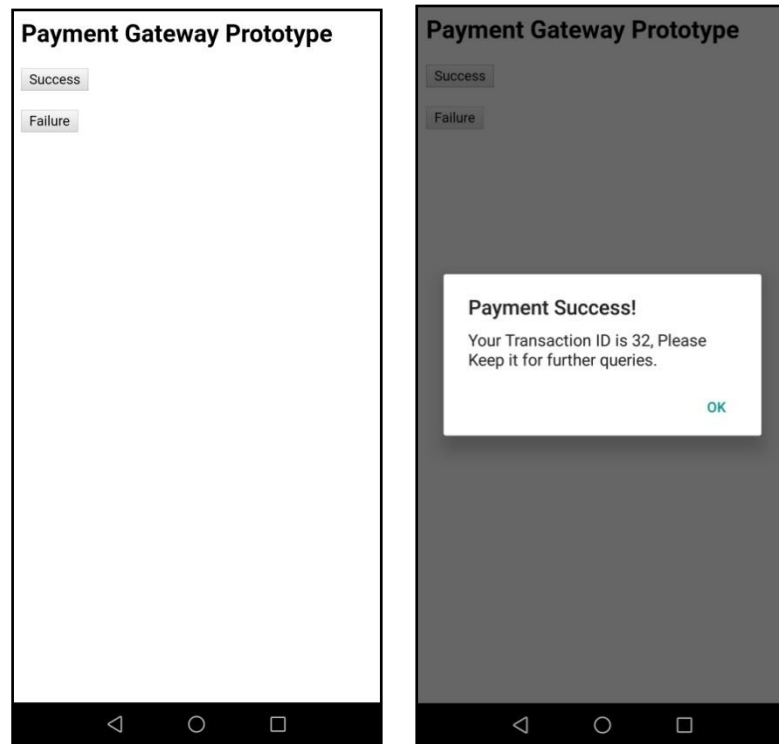 Payment Gateway Prototype
Success
Failure
Payment Gateway Prototype
Success
Failure
Payment Success!
Your Transaction ID is 32, Please
Keep it for further queries.
OK